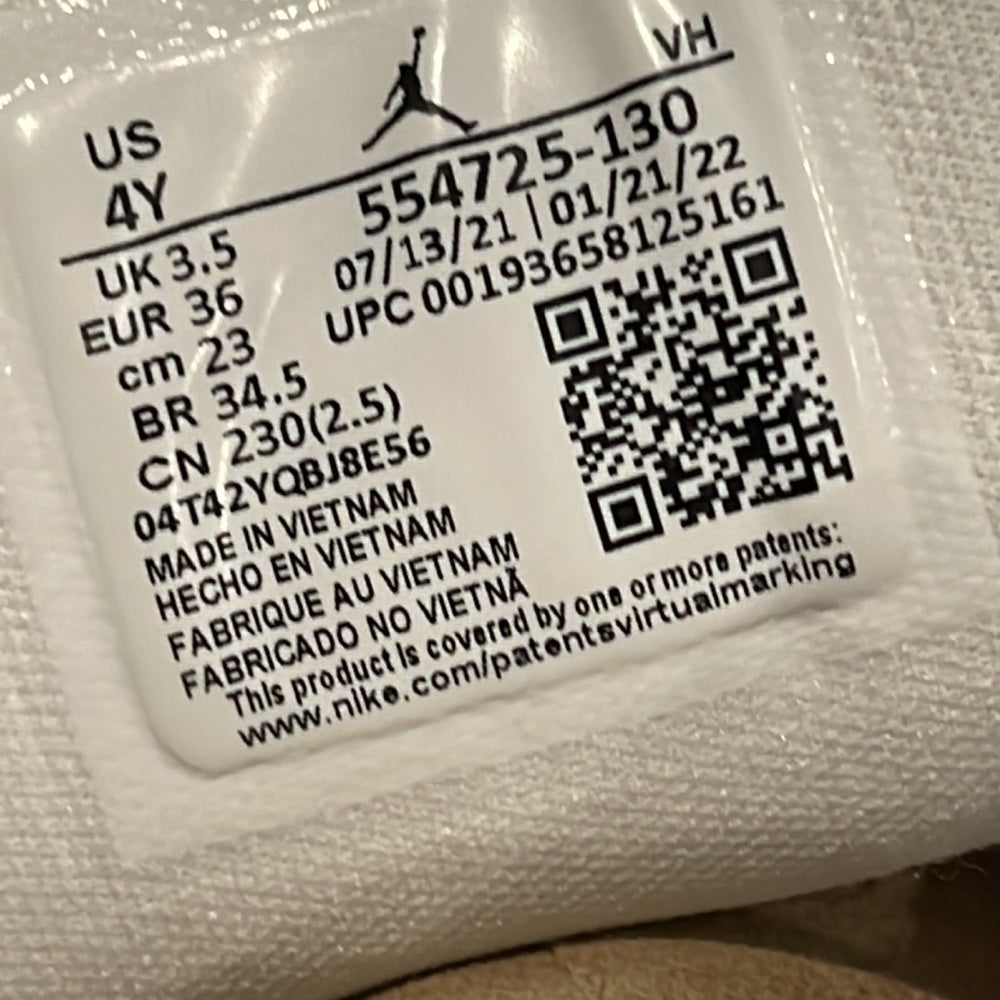 VH
US
4Y
554725-130
07/13/21 | 01/21/22
UPC 00193658125161
UK 3.5
EUR 36
cm 23
BR 34.5
CN 230(2.5)
04T42YQBJ8E56
MADE IN VIETNAM
HECHO EN VIETNAM
FABRIQUE AU VIETNAM
FABRICADO NO VIETNÃ
This product is covered by one or more patents:
www.nike.com/patentsvirtualmarking